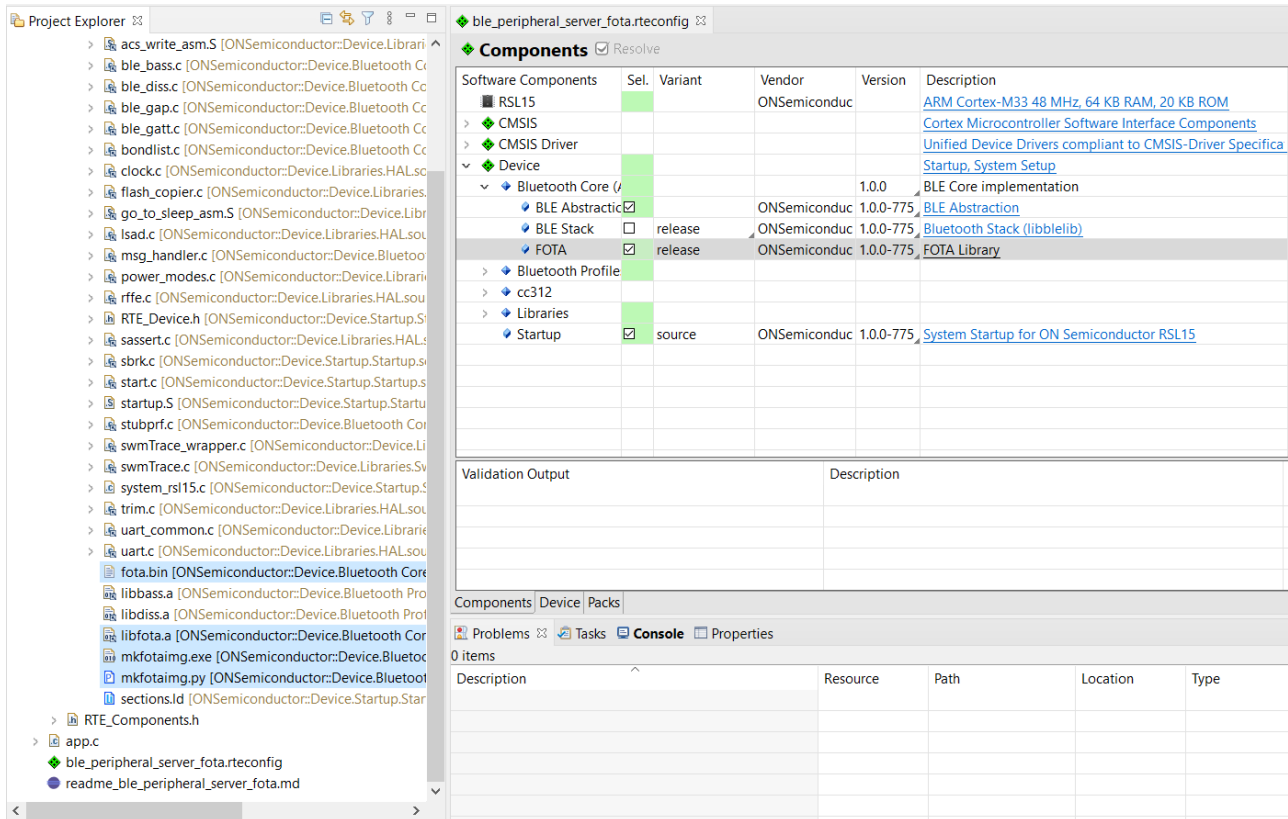 Project Explorer
acs_write_asm.S [ONSemiconductor::Device.Librari
ble_bass.c [ONSemiconductor::Device.Bluetooth Co
ble_diss.c [ONSemiconductor::Device.Bluetooth Co
ble_gap.c [ONSemiconductor::Device.Bluetooth Cc
ble_gatt.c [ONSemiconductor::Device.Bluetooth Cc
bondlist.c [ONSemiconductor::Device.Bluetooth Cc
clock.c [ONSemiconductor::Device.Libraries.HAL.so
flash_copier.c [ONSemiconductor::Device.Libraries.
go_to_sleep_asm.S [ONSemiconductor::Device.Libr
lsad.c [ONSemiconductor::Device.Libraries.HAL.sou
msg_handler.c [ONSemiconductor::Device.Bluetoo
power_modes.c [ONSemiconductor::Device.Librari
rffe.c [ONSemiconductor::Device.Libraries.HAL.sou
RTE_Device.h [ONSemiconductor::Device.Startup.St
sassert.c [ONSemiconductor::Device.Libraries.HAL.s
sbrk.c [ONSemiconductor::Device.Startup.Startup.so
start.c [ONSemiconductor::Device.Startup.Startup.s
startup.S [ONSemiconductor::Device.Startup.Startu
stubprf.c [ONSemiconductor::Device.Bluetooth Cor
swmTrace_wrapper.c [ONSemiconductor::Device.Li
swmTrace.c [ONSemiconductor::Device.Libraries.Sw
system_rsl15.c [ONSemiconductor::Device.Startup.S
trim.c [ONSemiconductor::Device.Libraries.HAL.sou
uart_common.c [ONSemiconductor::Device.Librarie
uart.c [ONSemiconductor::Device.Libraries.HAL.sou
fota.bin [ONSemiconductor::Device.Bluetooth Core
libbass.a [ONSemiconductor::Device.Bluetooth Pro
libdiss.a [ONSemiconductor::Device.Bluetooth Prof
libfota.a [ONSemiconductor::Device.Bluetooth Cor
mkfotaimg.exe [ONSemiconductor::Device.Bluetoc
mkfotaimg.py [ONSemiconductor::Device.Bluetoot
sections.ld [ONSemiconductor::Device.Startup.Star
RTE_Components.h
app.c
ble_peripheral_server_fota.rteconfig
readme_ble_peripheral_server_fota.md
ble_peripheral_server_fota.rteconfig
Components Resolve
Software Components Sel. Variant Vendor Version Description
RSL15 ONSemiconduc ARM Cortex-M33 48 MHz, 64 KB RAM, 20 KB ROM
CMSIS Cortex Microcontroller Software Interface Components
CMSIS Driver Unified Device Drivers compliant to CMSIS-Driver Specifica
Device Startup, System Setup
Bluetooth Core (A 1.0.0 BLE Core implementation
BLE Abstractic ONSemiconduc 1.0.0-775 BLE Abstraction
BLE Stack release ONSemiconduc 1.0.0-775 Bluetooth Stack (libblelib)
FOTA release ONSemiconduc 1.0.0-775 FOTA Library
Bluetooth Profile
cc312
Libraries
Startup source ONSemiconduc 1.0.0-775 System Startup for ON Semiconductor RSL15
Validation Output Description
Components Device Packs
Problems Tasks Console Properties
0 items
Description Resource Path Location Type